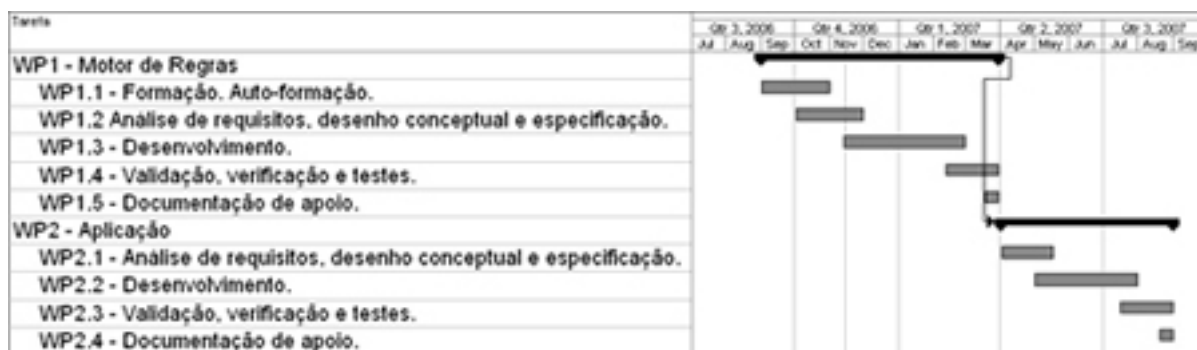 Tarefa
Qtr 3, 2006 Qtr 4, 2006 Qtr 1, 2007 Qtr 2, 2007 Qtr 3, 2007
Jul Aug Sep Oct Nov Dec Jan Feb Mar Apr May Jun Jul Aug Sep
WP1 - Motor de Regras
WP1.1 - Formação. Auto-formação.
WP1.2 Análise de requisitos, desenho conceptual e especificação.
WP1.3 - Desenvolvimento.
WP1.4 - Validação, verificação e testes.
WP1.5 - Documentação de apoio.
WP2 - Aplicação
WP2.1 - Análise de requisitos, desenho conceptual e especificação.
WP2.2 - Desenvolvimento.
WP2.3 - Validação, verificação e testes.
WP2.4 - Documentação de apoio.